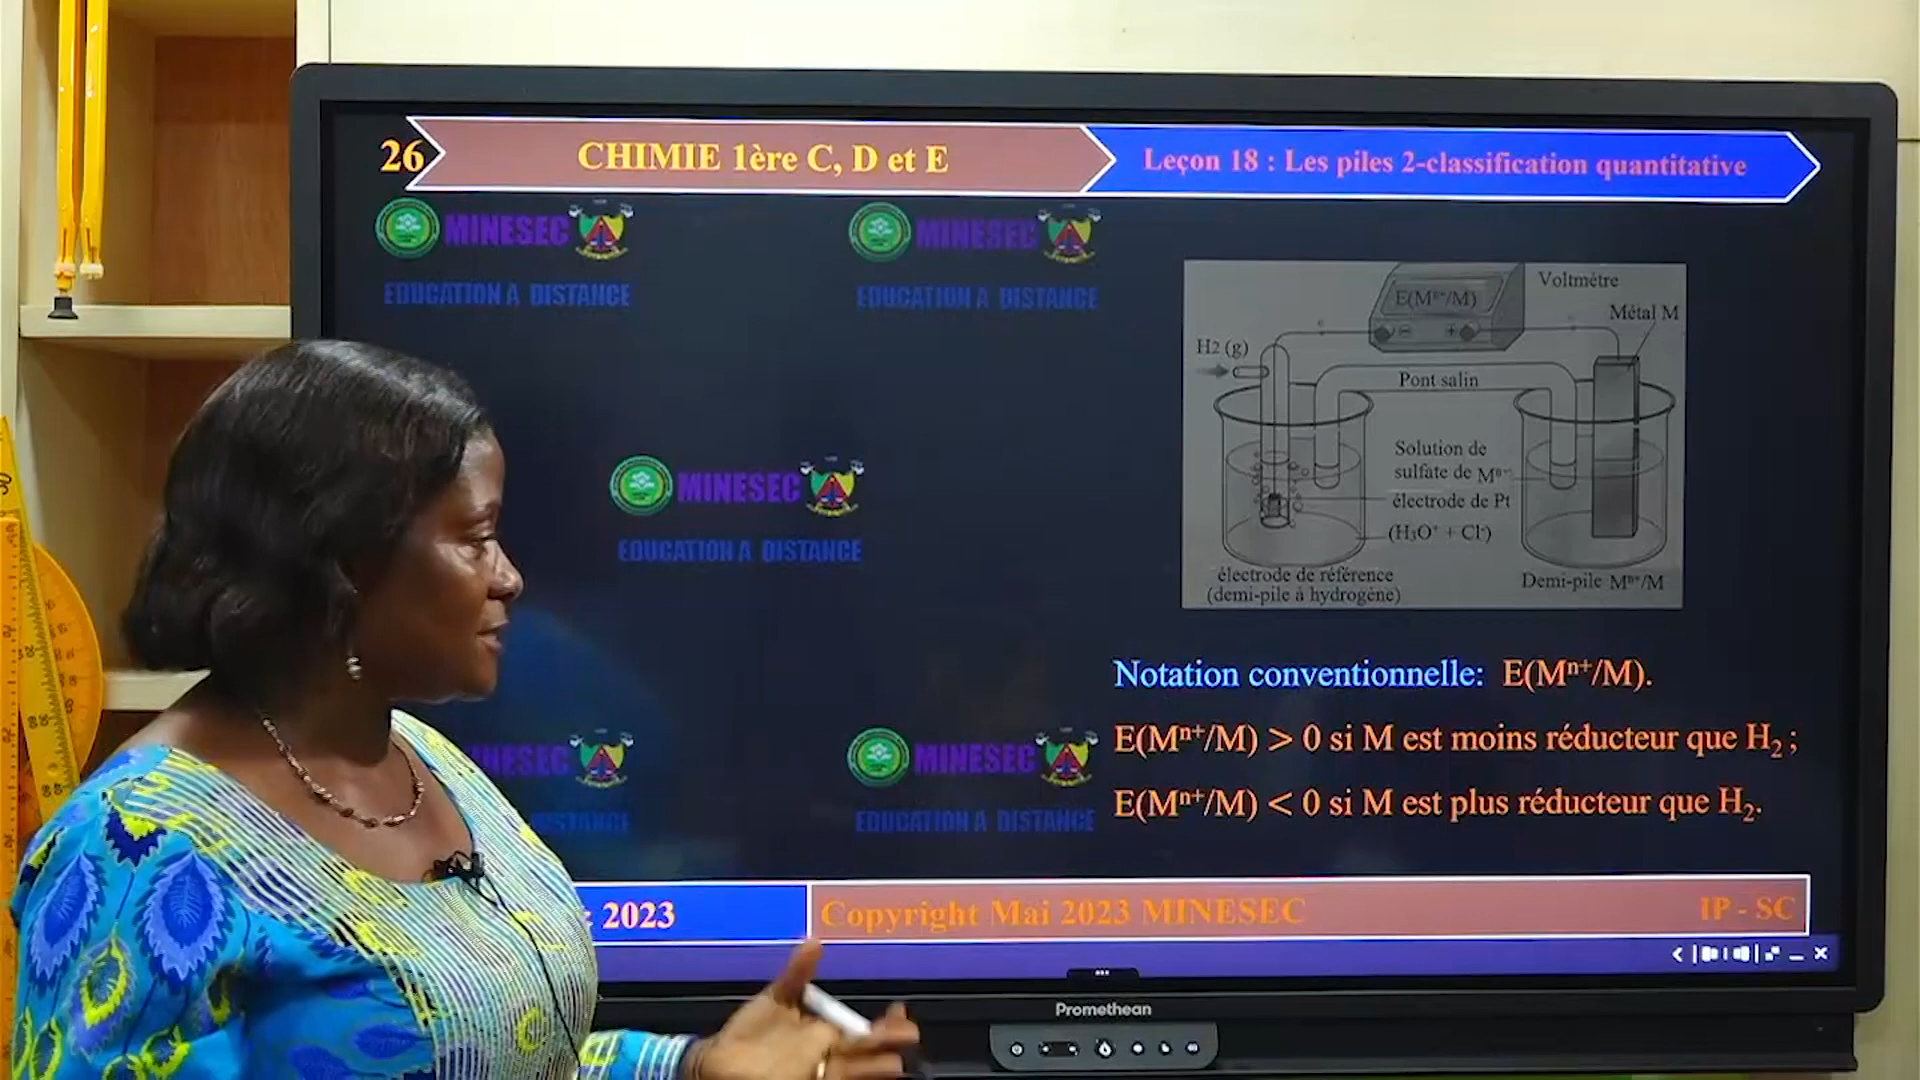 26
CHIMIE 1ère C, D et E
Leçon 18 : Les piles 2-classification quantitative
MINESEC
EDUCATION A DISTANCE
MINESEC
EDUCATION A DISTANCE
MINESEC
EDUCATION A DISTANCE
MINESEC
EDUCATION A DISTANCE
E(Mⁿ⁺/M)
Voltmètre
Métal M
H2 (g)
Pont salin
Solution de
sulfate de Mⁿ⁺
électrode de Pt
(H₃O⁺ + Cl⁻)
électrode de référence
(demi-pile à hydrogène)
Demi-pile Mⁿ⁺/M
Notation conventionnelle: E(Mⁿ⁺/M).
E(Mⁿ⁺/M) > 0 si M est moins réducteur que H₂ ;
E(Mⁿ⁺/M) < 0 si M est plus réducteur que H₂.
2023
Copyright Mai 2023 MINESEC
IP - SC
Promethean